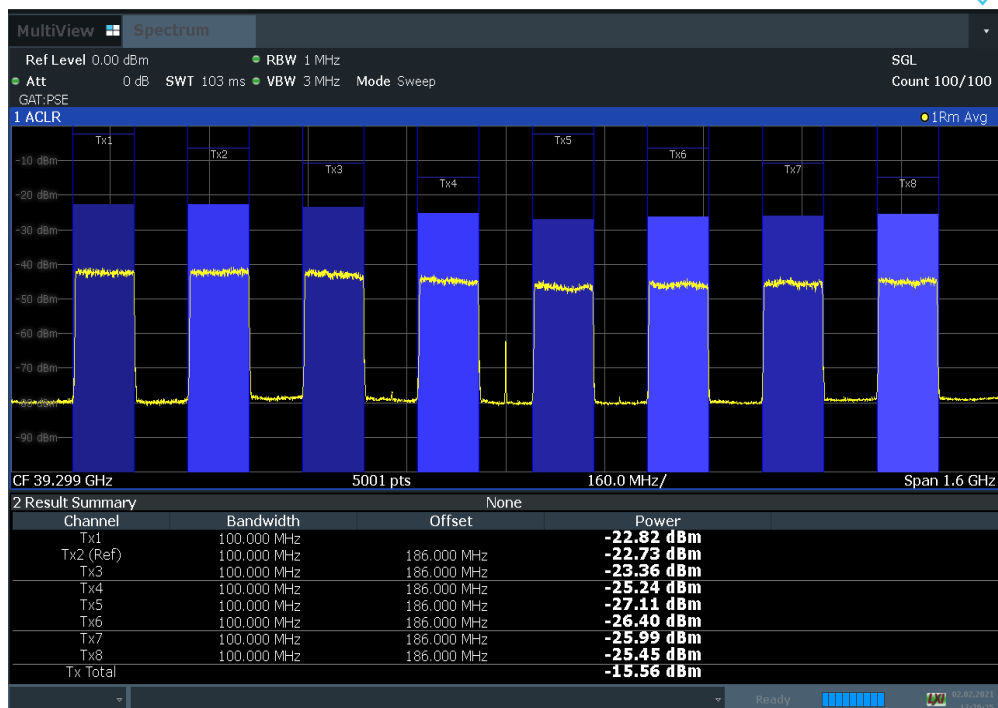 MultiView Spectrum
Ref Level 0.00 dBm RBW 1 MHz SGL
Att 0 dB SWT 103 ms VBW 3 MHz Mode Sweep Count 100/100
GAT:PSE
1 ACLR 1Rm Avg
Tx1 Tx5
Tx2 Tx6
-10 dBm
Tx3 Tx7
Tx4 Tx8
-20 dBm
-30 dBm
-40 dBm
-50 dBm
-60 dBm
-70 dBm
-80 dBm
-90 dBm
CF 39.299 GHz 5001 pts 160.0 MHz/ Span 1.6 GHz
2 Result Summary None
Channel Bandwidth Offset Power
Tx1 100.000 MHz -22.82 dBm
Tx2 (Ref) 100.000 MHz 186.000 MHz -22.73 dBm
Tx3 100.000 MHz 186.000 MHz -23.36 dBm
Tx4 100.000 MHz 186.000 MHz -25.24 dBm
Tx5 100.000 MHz 186.000 MHz -27.11 dBm
Tx6 100.000 MHz 186.000 MHz -26.40 dBm
Tx7 100.000 MHz 186.000 MHz -25.99 dBm
Tx8 100.000 MHz 186.000 MHz -25.45 dBm
Tx Total -15.56 dBm
Ready LXI 02.02.2021